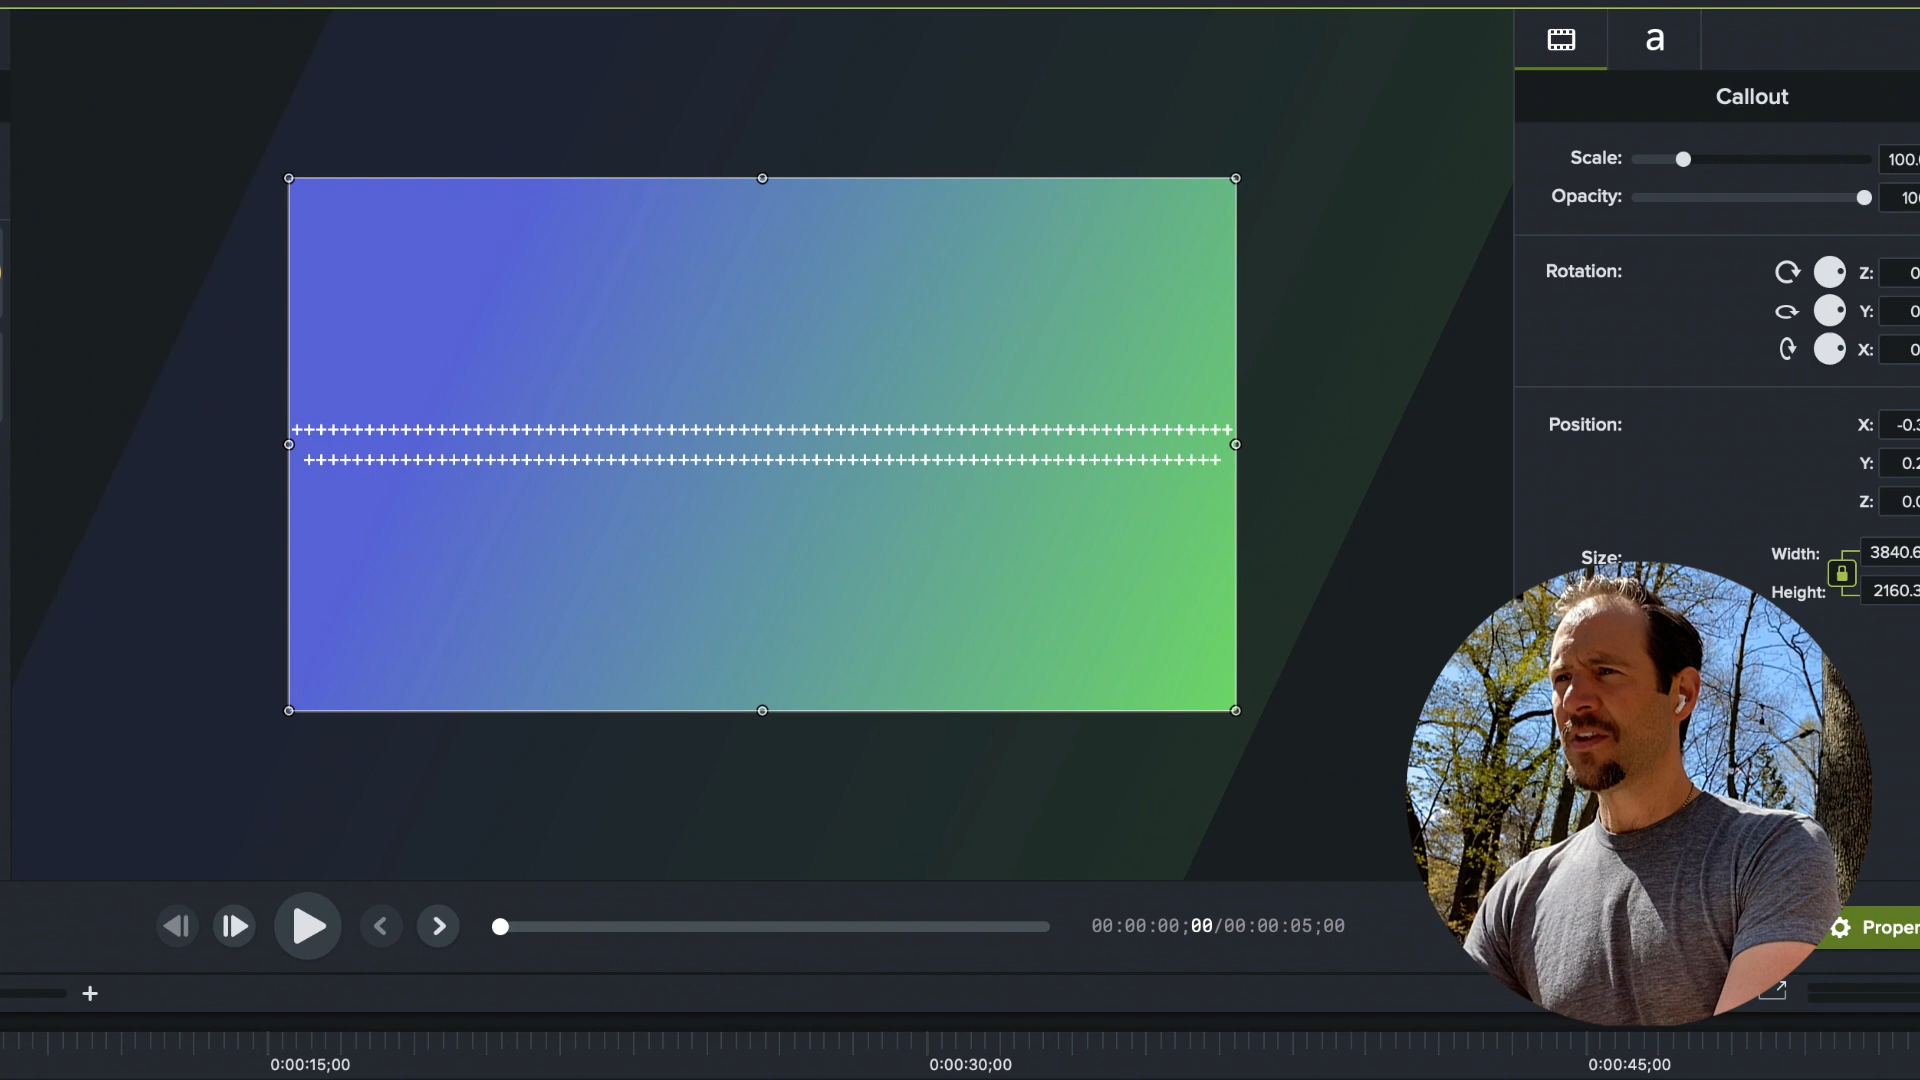 a
Callout
Scale:
100.
Opacity:
10
Rotation:
Z:
0
Y:
0
X:
0
Position:
X:
-0.
Y:
0.2
Z:
0.0
Size:
Width:
3840.6
Height:
2160.3
00:00:00;00/00:00:05;00
Proper
0:00:15;00
0:00:30;00
0:00:45;00